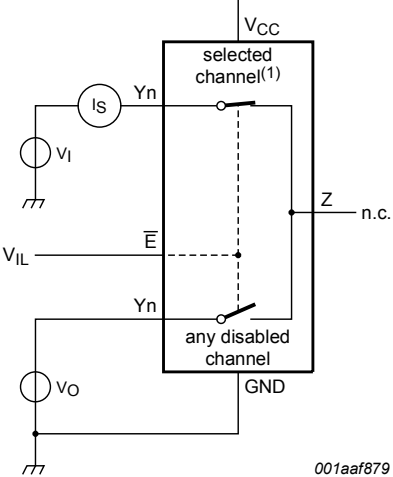 VCC
selected
channel(1)
Yn
IS
VI
Z
n.c.
E̅
VIL
Yn
any disabled
channel
VO
GND
001aaf879